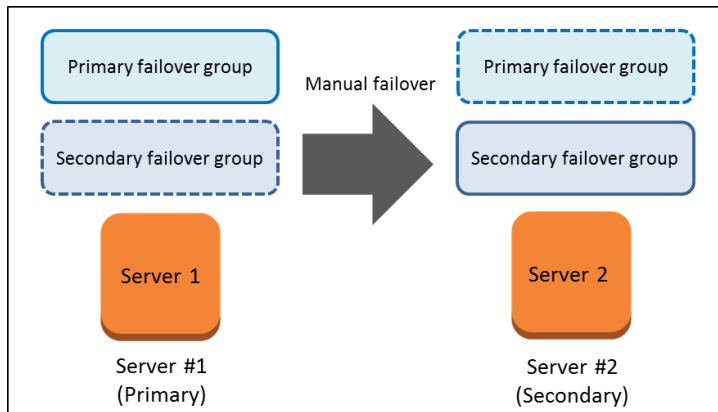 Primary failover group
Secondary failover group
Server 1
Server #1
(Primary)
Manual failover
Primary failover group
Secondary failover group
Server 2
Server #2
(Secondary)